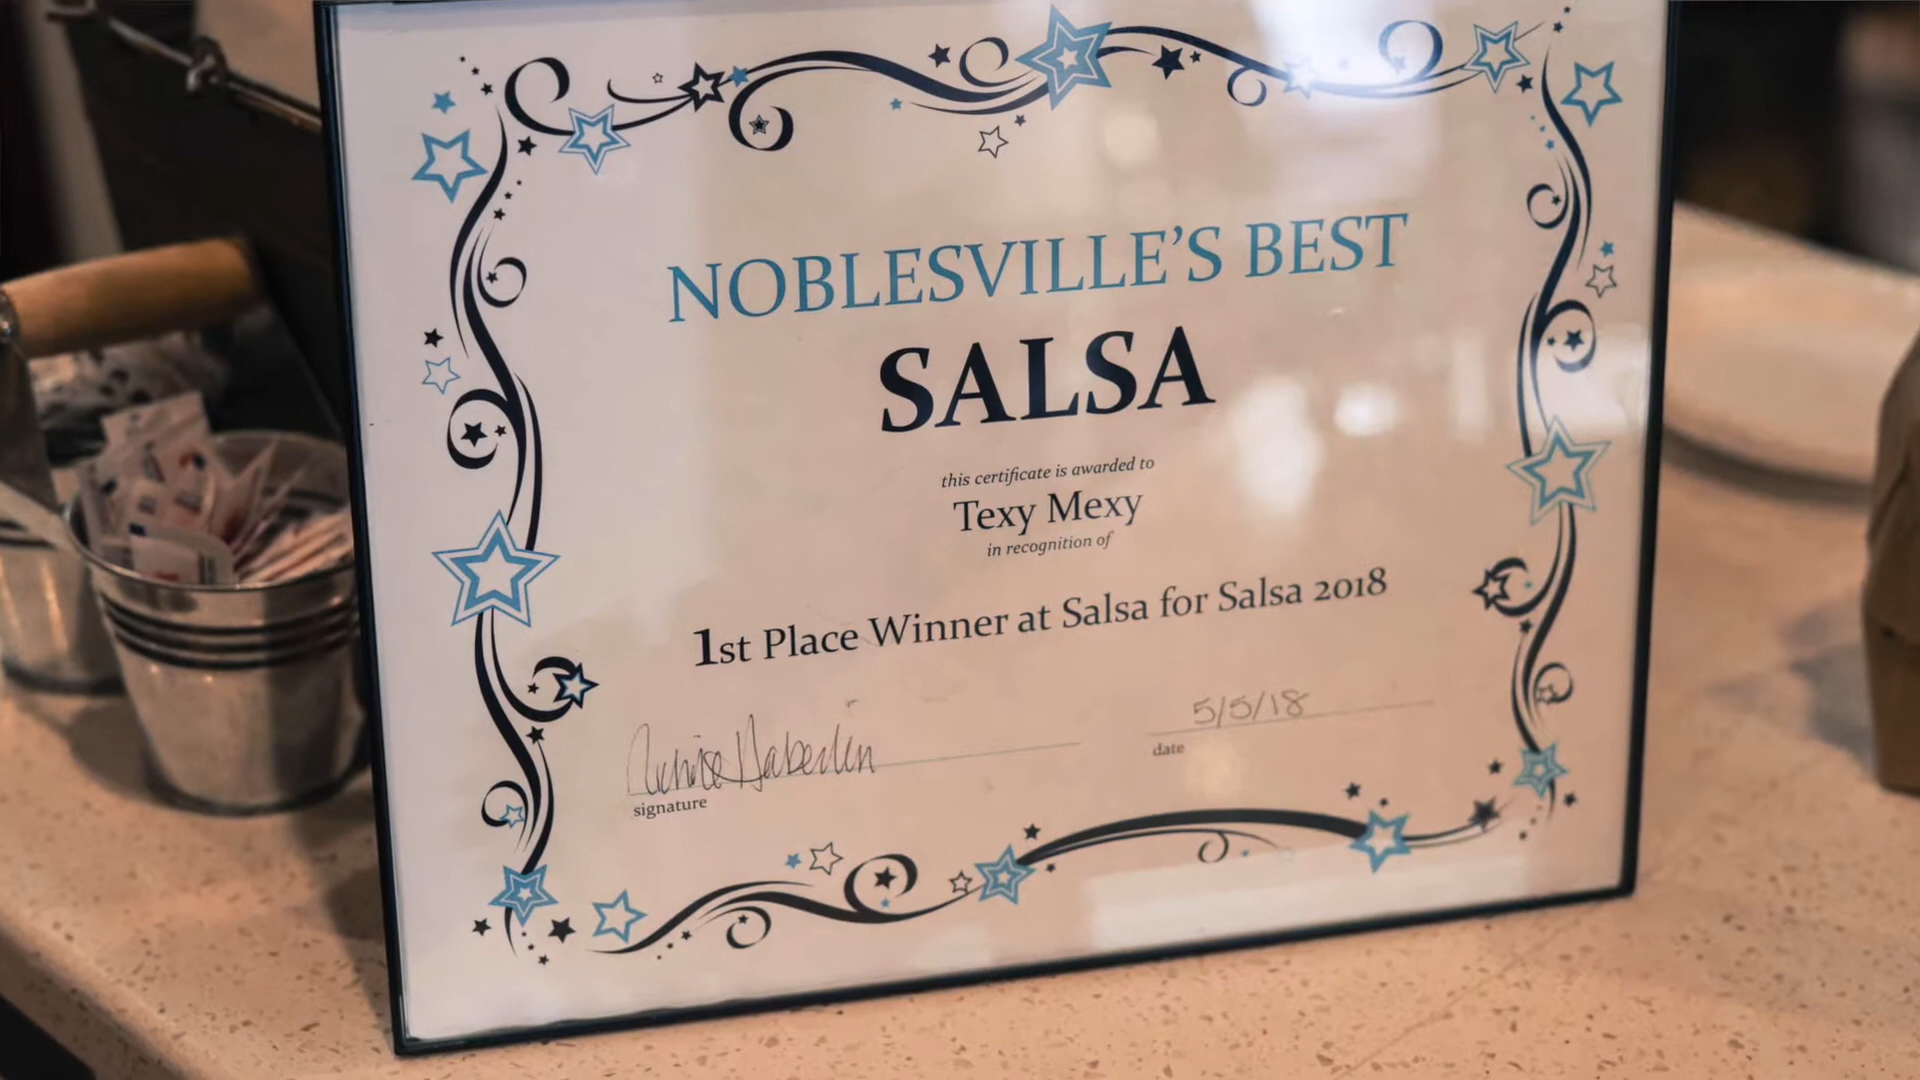 NOBLESVILLE'S BEST
SALSA
this certificate is awarded to
Texy Mexy
in recognition of
1st Place Winner at Salsa for Salsa 2018
5/5/18
signature
date